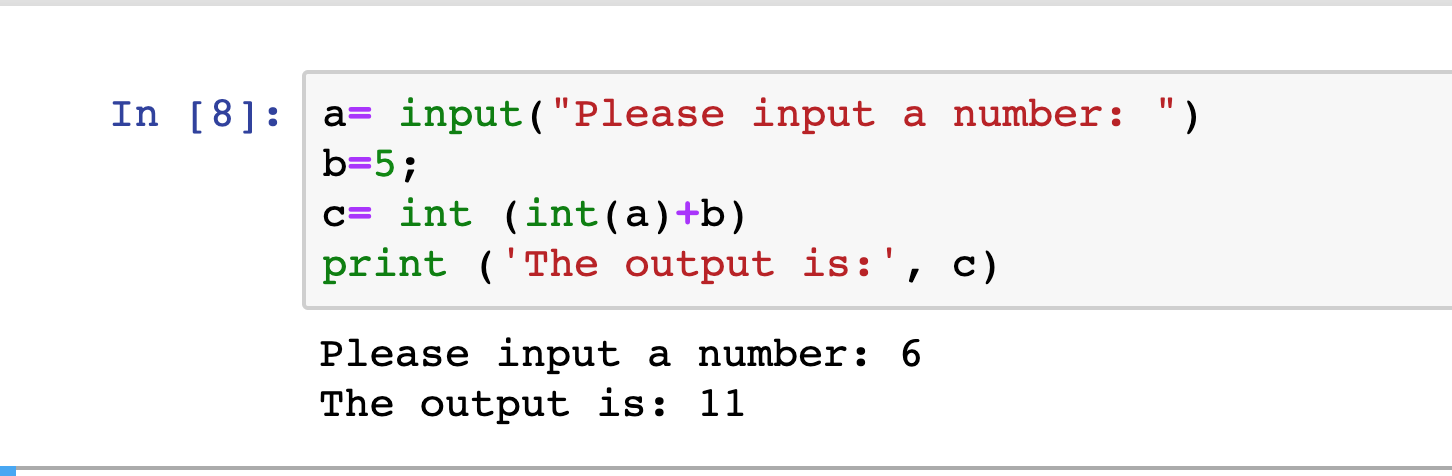 In [8]: a= input("Please input a number: ")
b=5;
c= int (int(a)+b)
print ('The output is:', c)
Please input a number: 6
The output is: 11